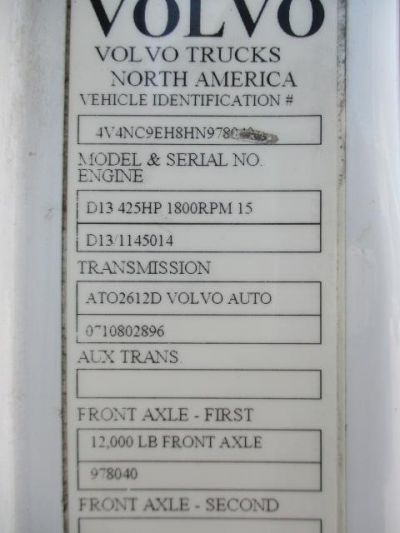 VOLVO
VOLVO TRUCKS
NORTH AMERICA
VEHICLE IDENTIFICATION #
MODEL & SERIAL NO.
ENGINE
D13 425HP 1800RPM 15
D13/1145014
TRANSMISSION
ATO2612D VOLVO AUTO
0710802896
AUX TRANS
FRONT AXLE - FIRST
12,000 LB FRONT AXLE
978040
FRONT AXLE - SECOND